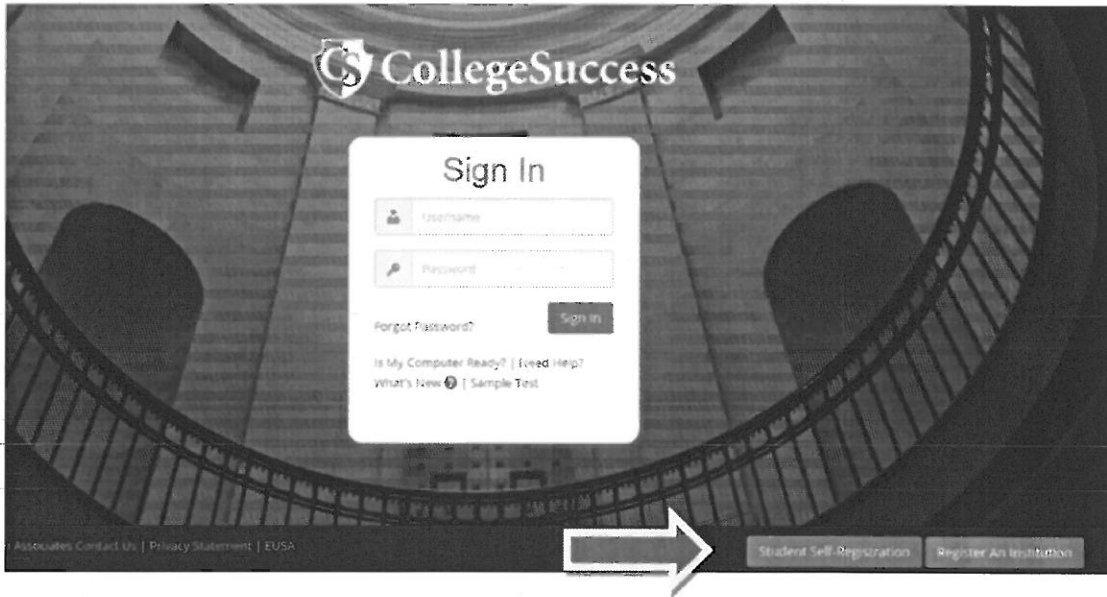 CS CollegeSuccess
Sign In
Username
Password
Forgot Password?
Sign In
Is My Computer Ready? | Need Help?
What's New ? | Sample Test
Associates Contact Us | Privacy Statement | EUSA
Student Self-Registration
Register An Institution